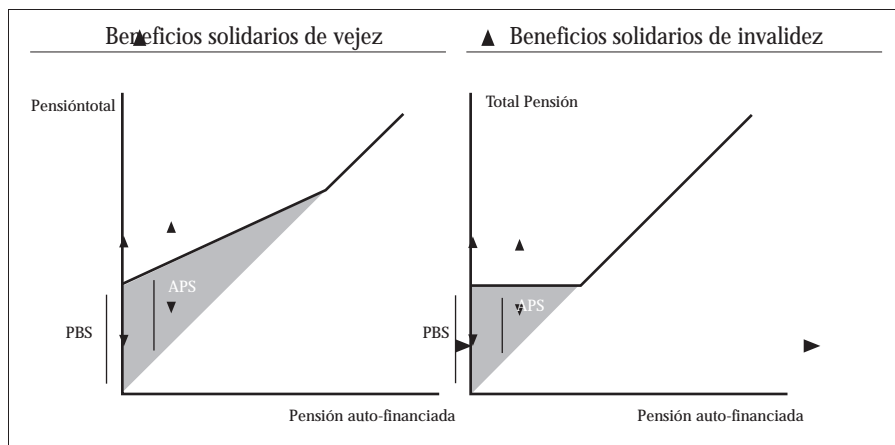 Beneficios solidarios de vejez
Pensióntotal
APS
PBS
Pensión auto-financiada
Beneficios solidarios de invalidez
Total Pensión
APS
PBS
Pensión auto-financiada